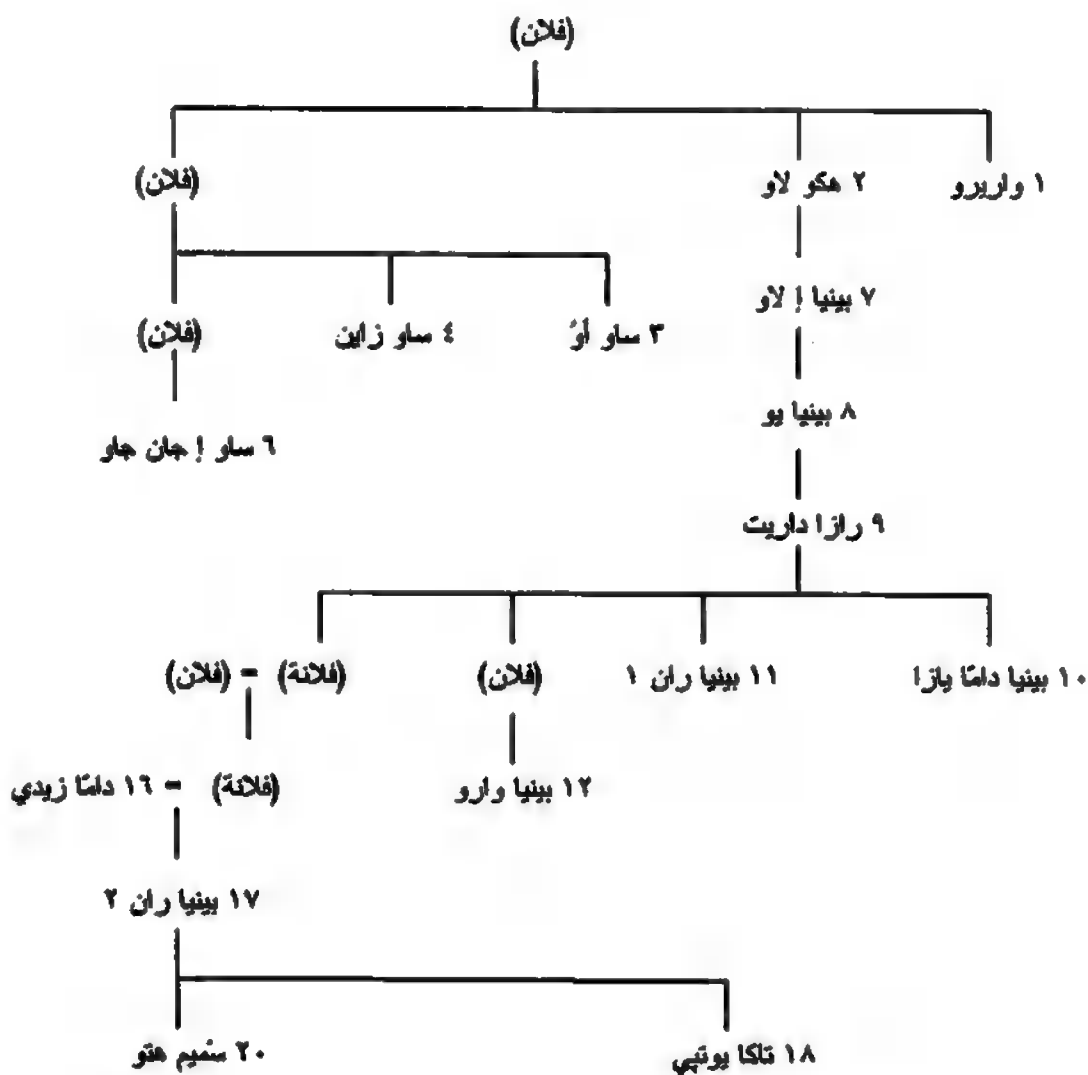 (فلان)
١ واريرو
٢ هكو لاو
(فلان)
٧ بينيا إ لاو
٣ ساو أوْ
٤ ساو زاين
(فلان)
٨ بينيا يو
٦ ساو إ جان جاو
٩ رازا داريت
١٠ بينيا دامّا يازا
١١ بينيا ران ١
(فلان)
(فلانة) = (فلان)
١٢ بينيا وارو
(فلانة) = ١٦ دامّا زيدي
١٧ بينيا ران ٢
١٨ تاكا يوتبي
٢٠ سميم هتو